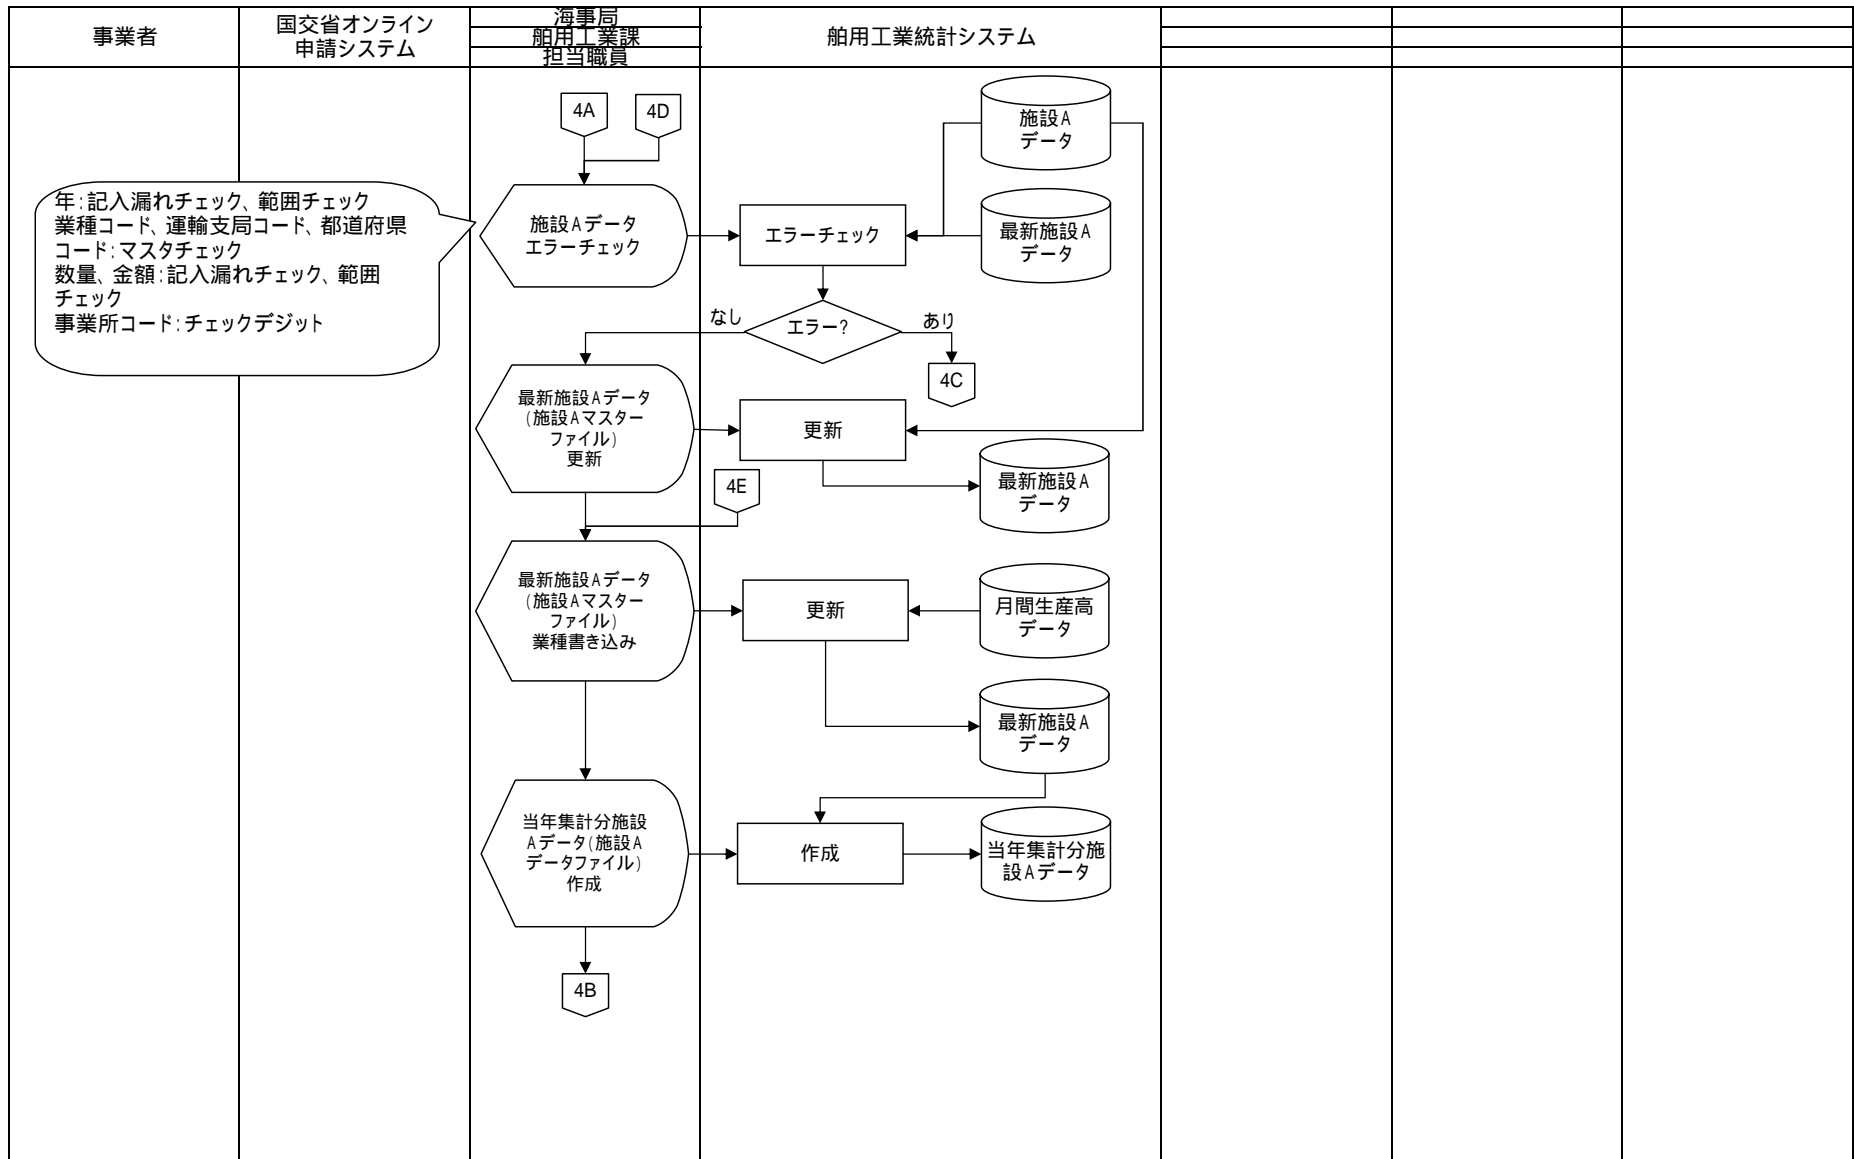 事業者
国交省オンライン
申請システム
海事局
舶用工業課
担当職員
舶用工業統計システム
4A
4D
施設A
データ
年:記入漏れチェック、範囲チェック
業種コード、運輸支局コード、都道府県
コード:マスタチェック
数量、金額:記入漏れチェック、範囲
チェック
事業所コード:チェックデジット
施設Aデータ
エラーチェック
エラーチェック
最新施設A
データ
なし
エラー?
あり
4C
最新施設Aデータ
(施設Aマスター
ファイル)
更新
更新
4E
最新施設A
データ
最新施設Aデータ
(施設Aマスター
ファイル)
業種書き込み
更新
月間生産高
データ
最新施設A
データ
当年集計分施設
Aデータ(施設A
データファイル)
作成
作成
当年集計分施
設Aデータ
4B